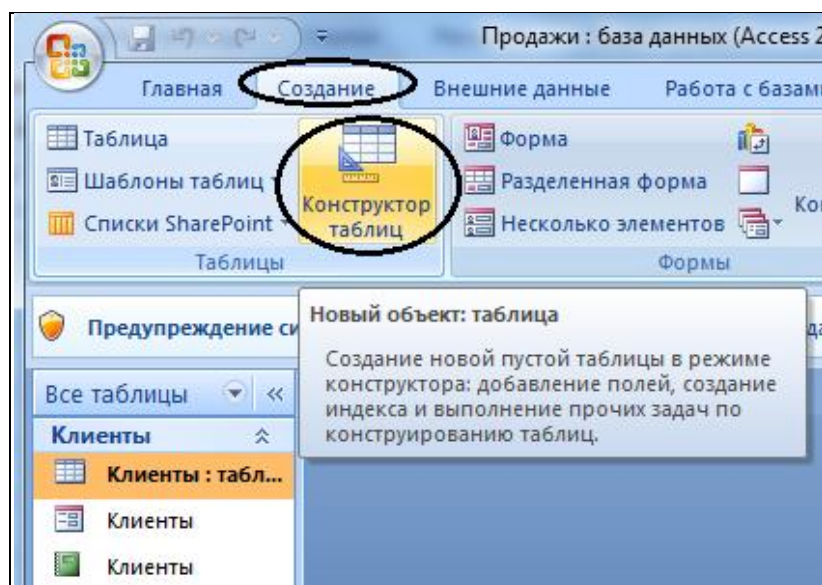 Продажи : база данных (Access 2
Главная Создание Внешние данные Работа с базами
Таблица
Шаблоны таблиц
Списки SharePoint
Конструктор
таблиц
Таблицы
Форма
Разделенная форма
Несколько элементов
Формы
Предупреждение
Новый объект: таблица
Создание новой пустой таблицы в режиме
конструктора: добавление полей, создание
индекса и выполнение прочих задач по
конструированию таблиц.
Все таблицы
Клиенты
Клиенты : табл...
Клиенты
Клиенты